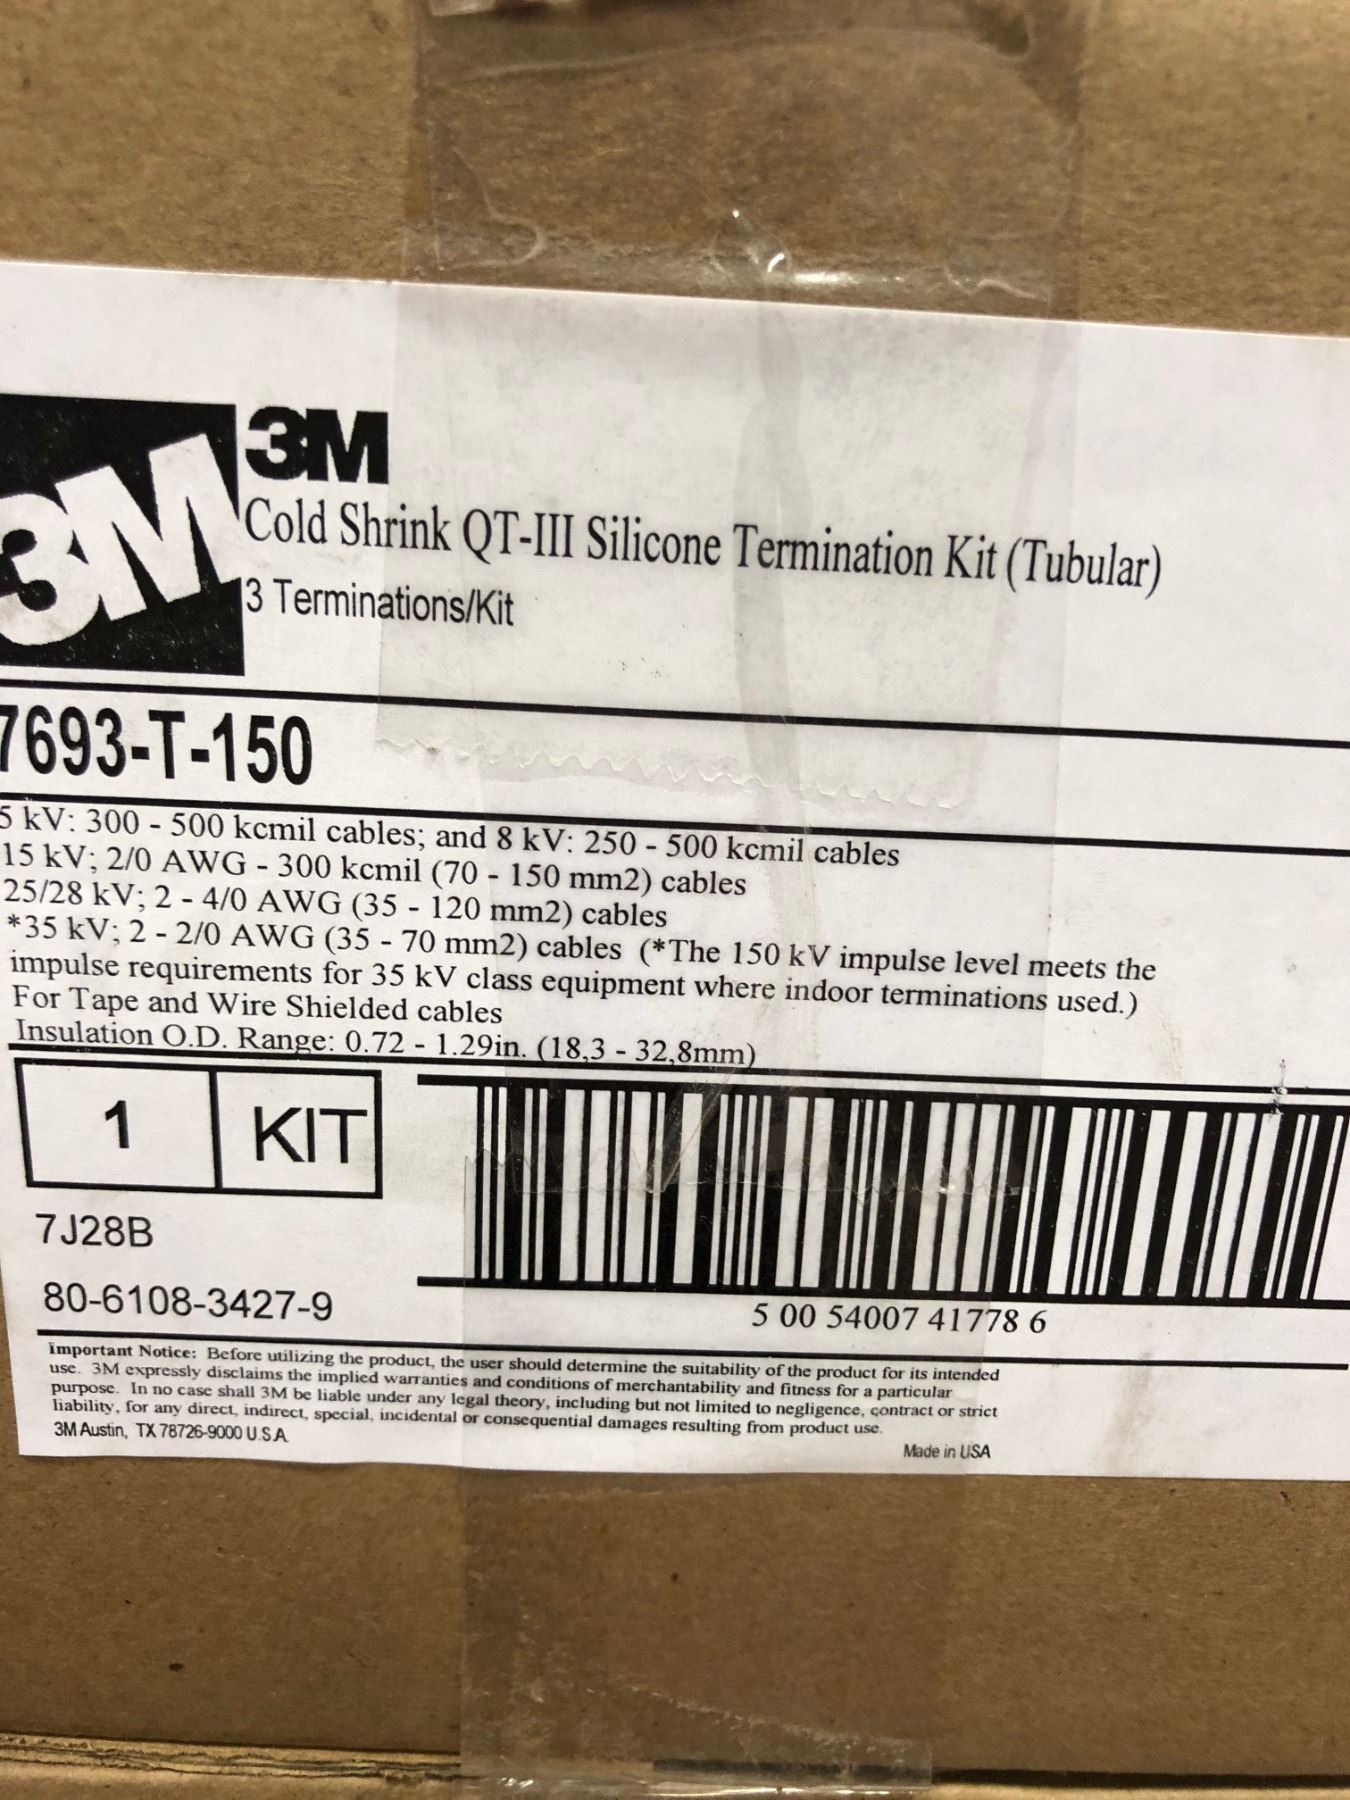 3M
3M
Cold Shrink QT-III Silicone Termination Kit (Tubular)
3 Terminations/Kit
7693-T-150
5 kV: 300 - 500 kcmil cables; and 8 kV: 250 - 500 kcmil cables
15 kV; 2/0 AWG - 300 kcmil (70 - 150 mm2) cables
25/28 kV; 2 - 4/0 AWG (35 - 120 mm2) cables
*35 kV; 2 - 2/0 AWG (35 - 70 mm2) cables (*The 150 kV impulse level meets the
impulse requirements for 35 kV class equipment where indoor terminations used.)
For Tape and Wire Shielded cables
Insulation O.D. Range: 0.72 - 1.29in. (18,3 - 32,8mm)
1 KIT
7J28B
80-6108-3427-9
5 00 54007 41778 6
Important Notice: Before utilizing the product, the user should determine the suitability of the product for its intended
use. 3M expressly disclaims the implied warranties and conditions of merchantability and fitness for a particular
purpose. In no case shall 3M be liable under any legal theory, including but not limited to negligence, contract or strict
liability, for any direct, indirect, special, incidental or consequential damages resulting from product use.
3M Austin, TX 78726-9000 U.S.A
Made in USA